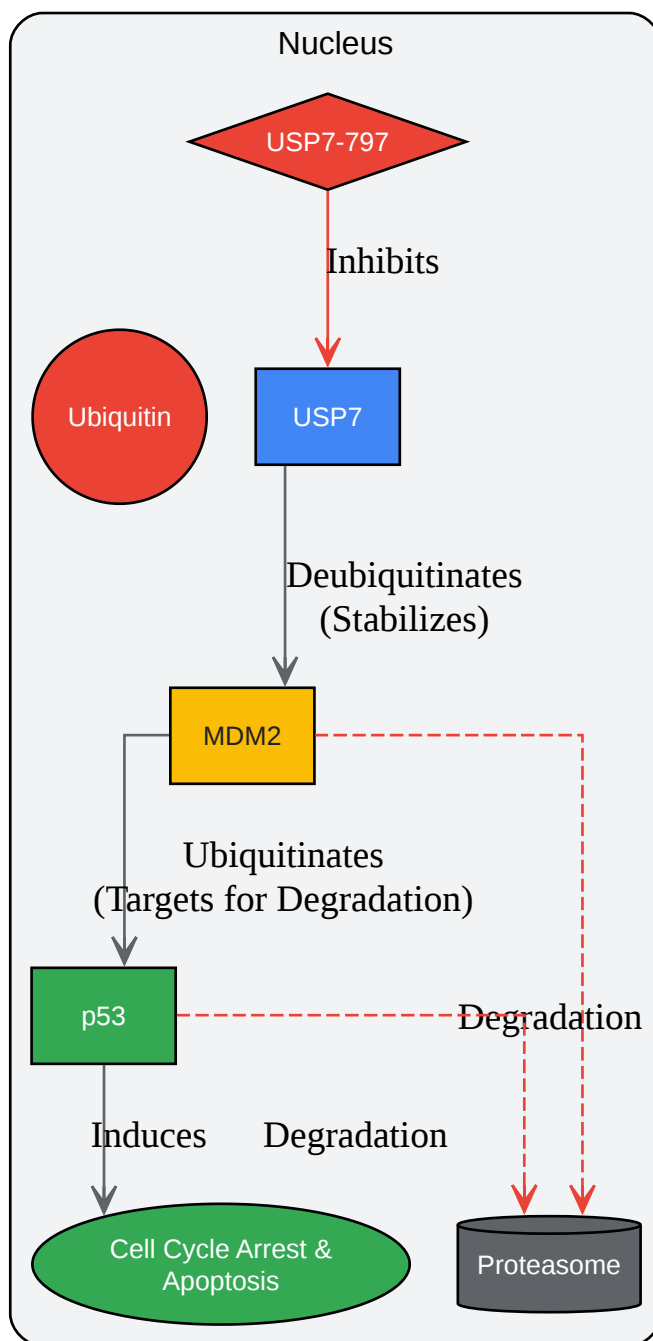 Nucleus
USP7-797
Inhibits
Ubiquitin
USP7
Deubiquitinates
(Stabilizes)
MDM2
Ubiquitinates
(Targets for Degradation)
p53
Degradation
Induces
Degradation
Cell Cycle Arrest &
Apoptosis
Proteasome